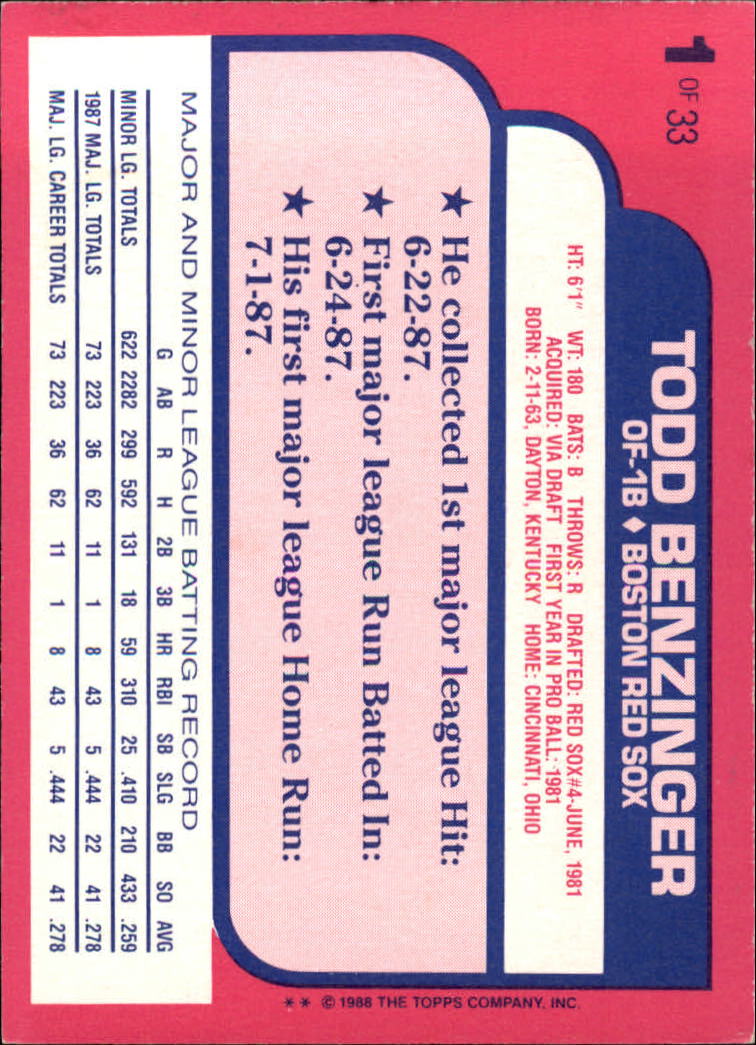 1 OF 33
TODD BENZINGER
OF-1B ♦ BOSTON RED SOX
HT: 6'1" WT: 180 BATS: B THROWS: R DRAFTED: RED SOX#4-JUNE, 1981
ACQUIRED: VIA DRAFT FIRST YEAR IN PRO BALL: 1981
BORN: 2-11-63, DAYTON, KENTUCKY HOME: CINCINNATI, OHIO
★ He collected 1st major league Hit:
6-22-87.
★ First major league Run Batted In:
6-24-87.
★ His first major league Home Run:
7-1-87.
MAJOR AND MINOR LEAGUE BATTING RECORD
G AB R H 2B 3B HR RBI SB SLG BB SO AVG
MINOR LG. TOTALS 622 2282 299 592 131 18 59 310 25 .410 210 433 .259
1987 MAJ. LG. TOTALS 73 223 36 62 11 1 8 43 5 .444 22 41 .278
MAJ. LG. CAREER TOTALS 73 223 36 62 11 1 8 43 5 .444 22 41 .278
** © 1988 THE TOPPS COMPANY, INC.